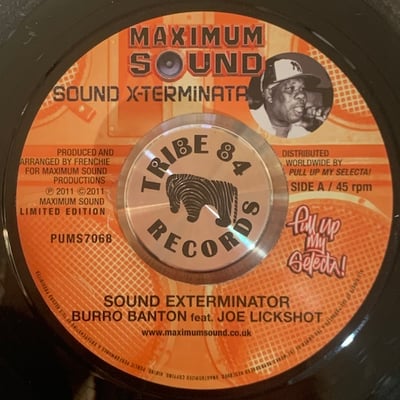 MAXIMUM
SOUND
SOUND X-TERMINATA
PRODUCED AND
ARRANGED BY FRENCHIE
FOR MAXIMUM SOUND
PRODUCTIONS
Ⓟ 2011 ©2011
MAXIMUM SOUND
LIMITED EDITION
PUMS7068
TRIBE 84
RECORDS
DISTRIBUTED
WORLDWIDE BY
PULL UP MY SELECTA!
SIDE A / 45 rpm
Pull up
my
Selecta!
SOUND EXTERMINATOR
BURRO BANTON feat. JOE LICKSHOT
www.maximumsound.co.uk